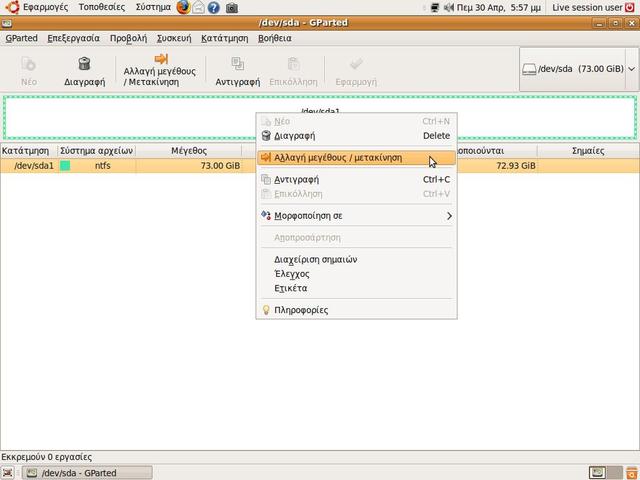 Εφαρμογές Τοποθεσίες Σύστημα Πεμ 30 Απρ, 5:57 μμ Live session user
/dev/sda - GParted
GParted Επεξεργασία Προβολή Συσκευή Κατάτμηση Βοήθεια
Νέο Διαγραφή Αλλαγή μεγέθους / Μετακίνηση Αντιγραφή Επικόλληση Εφαρμογή /dev/sda (73.00 GiB)
/dev/sda1
Κατάτμηση Σύστημα αρχείων Μέγεθος οποιούνται Σημαίες
/dev/sda1 ntfs 73.00 GiB 72.93 GiB
Νέο Ctrl+N
Διαγραφή Delete
Αλλαγή μεγέθους / μετακίνηση
Αντιγραφή Ctrl+C
Επικόλληση Ctrl+V
Μορφοποίηση σε
Αποπροσάρτηση
Διαχείριση σημαιών
Έλεγχος
Ετικέτα
Πληροφορίες
Εκκρεμούν 0 εργασίες
/dev/sda - GParted